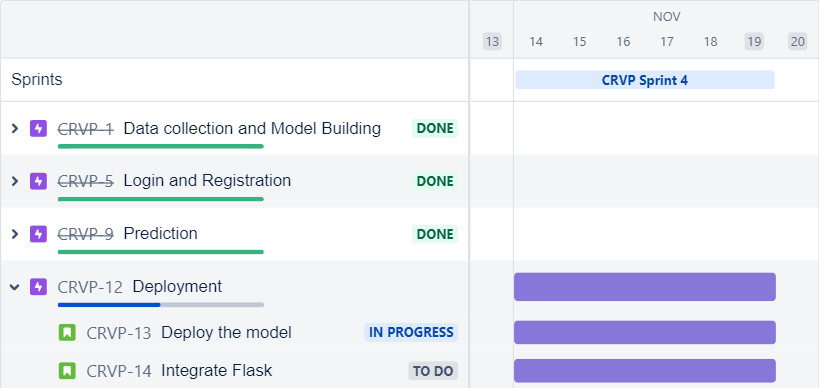 NOV
13 14 15 16 17 18 19 20
Sprints CRVP Sprint 4
CRVP-1 Data collection and Model Building DONE
CRVP-5 Login and Registration DONE
CRVP-9 Prediction DONE
CRVP-12 Deployment
CRVP-13 Deploy the model IN PROGRESS
CRVP-14 Integrate Flask TO DO